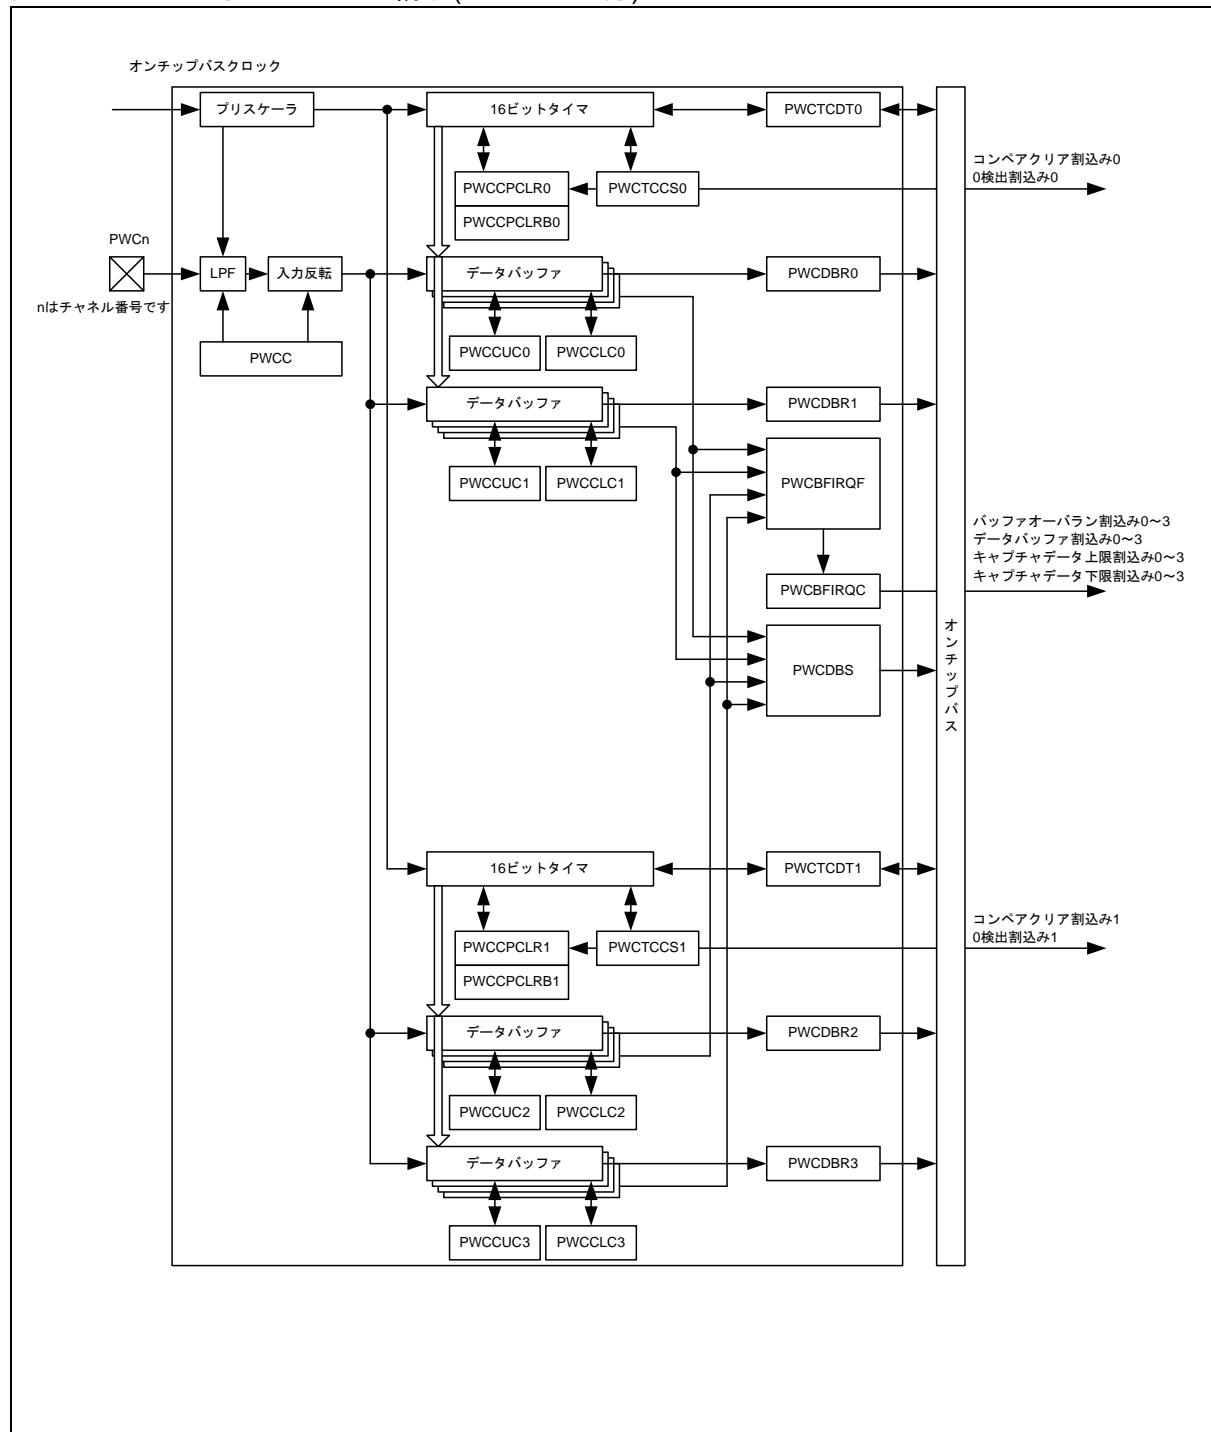 オンチップバスクロック
プリスケーラ
16ビットタイマ
PWCTCDT0
コンペアクリア割込み0
0検出割込み0
PWCCPCLR0
PWCTCCS0
PWCCPCLRB0
PWCn
LPF
入力反転
データバッファ
PWCDBR0
nはチャネル番号です
PWCC
PWCCUC0
PWCCLC0
データバッファ
PWCDBR1
PWCCUC1
PWCCLC1
PWCBFIRQF
バッファオーバラン割込み0～3
データバッファ割込み0～3
キャプチャデータ上限割込み0～3
キャプチャデータ下限割込み0～3
PWCBFIRQC
オンチップバス
PWCDBS
16ビットタイマ
PWCTCDT1
コンペアクリア割込み1
0検出割込み1
PWCCPCLR1
PWCTCCS1
PWCCPCLRB1
データバッファ
PWCDBR2
PWCCUC2
PWCCLC2
データバッファ
PWCDBR3
PWCCUC3
PWCCLC3